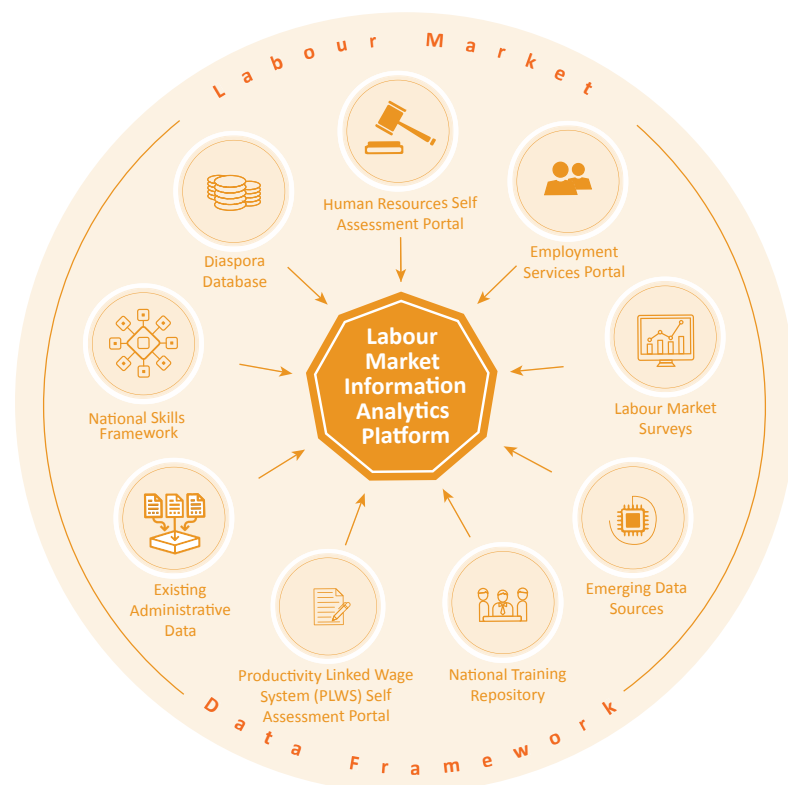 Labour Market
Human Resources Self
Assessment Portal
Employment
Services Portal
Diaspora
Database
Labour
Market
Information
Analytics
Platform
National Skills
Framework
Labour Market
Surveys
Existing
Administrative
Data
Emerging Data
Sources
Productivity Linked Wage
System (PLWS) Self
Assessment Portal
National Training
Repository
Data Framework